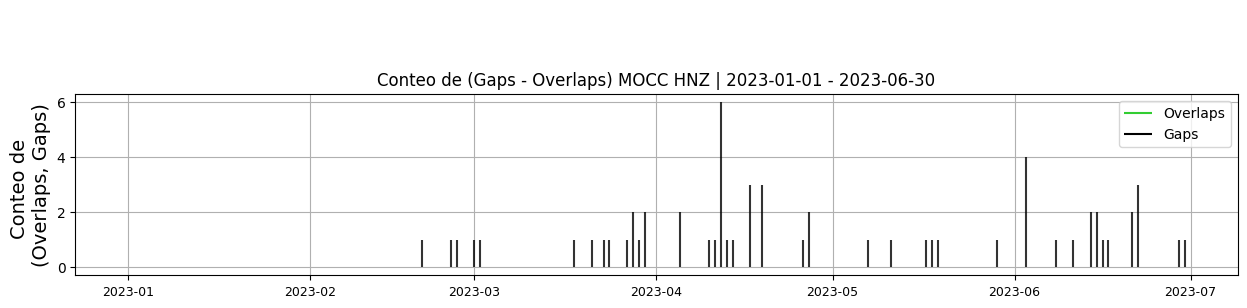 Conteo de (Gaps - Overlaps) MOCC HNZ | 2023-01-01 - 2023-06-30
Conteo de
(Overlaps, Gaps)
6
4
2
0
Overlaps
Gaps
2023-01
2023-02
2023-03
2023-04
2023-05
2023-06
2023-07